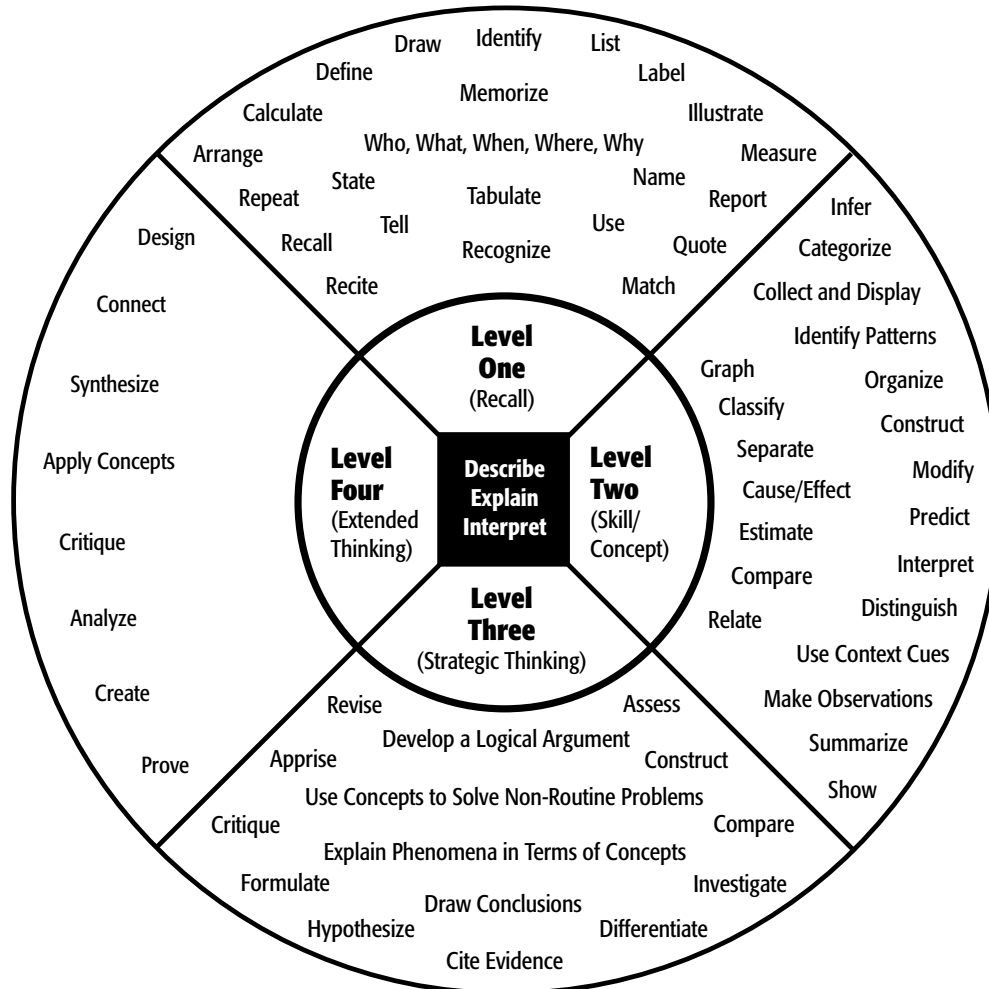 Draw
Identify
List
Define
Label
Memorize
Calculate
Illustrate
Who, What, When, Where, Why
Arrange
Measure
State
Name
Repeat
Tabulate
Report
Tell
Use
Recall
Recognize
Quote
Recite
Match
Level
One
(Recall)
Infer
Categorize
Collect and Display
Identify Patterns
Graph
Organize
Classify
Construct
Separate
Modify
Cause/Effect
Predict
Estimate
Interpret
Compare
Distinguish
Relate
Use Context Cues
Make Observations
Summarize
Show
Level
Two
(Skill/
Concept)
Describe
Explain
Interpret
Level
Four
(Extended
Thinking)
Design
Connect
Synthesize
Apply Concepts
Critique
Analyze
Create
Prove
Level
Three
(Strategic Thinking)
Revise
Assess
Develop a Logical Argument
Apprise
Construct
Use Concepts to Solve Non-Routine Problems
Critique
Compare
Explain Phenomena in Terms of Concepts
Formulate
Investigate
Draw Conclusions
Hypothesize
Differentiate
Cite Evidence